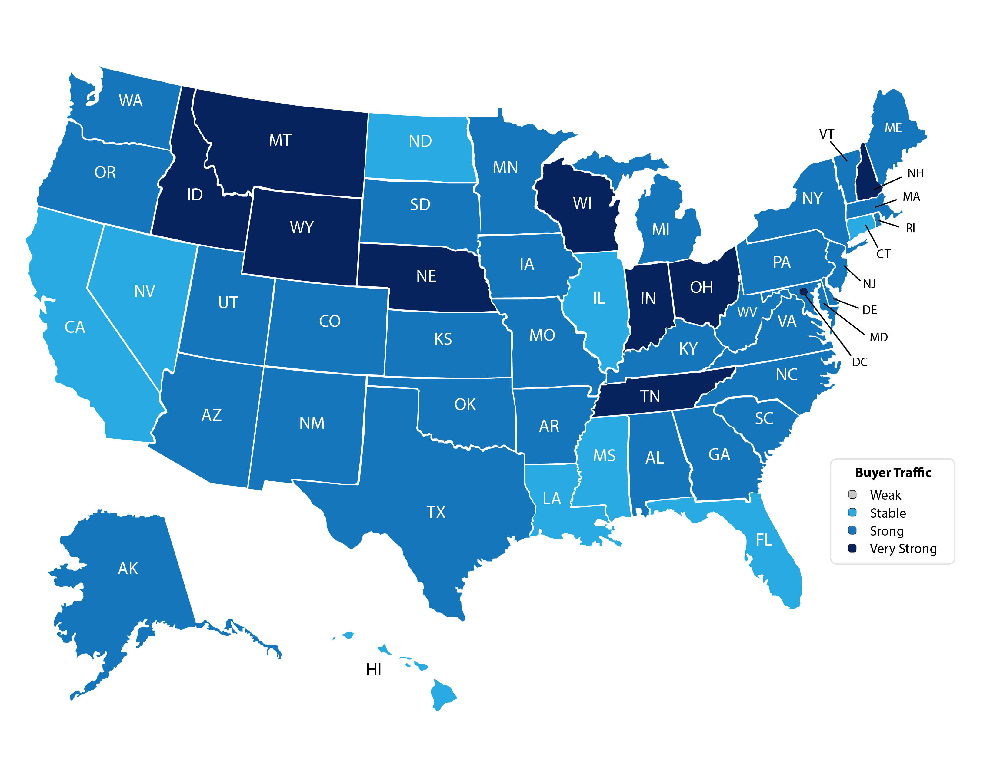 WA
MT
ND
MN
OR
ID
WY
SD
WI
MI
VT
ME
NH
NY
MA
RI
CT
NV
UT
CO
NE
IA
IL
IN
OH
PA
NJ
DE
MD
DC
CA
KS
MO
KY
WV
VA
NC
AZ
NM
OK
AR
TN
SC
TX
LA
MS
AL
GA
FL
AK
HI
Buyer Traffic
Weak
Stable
Srong
Very Strong